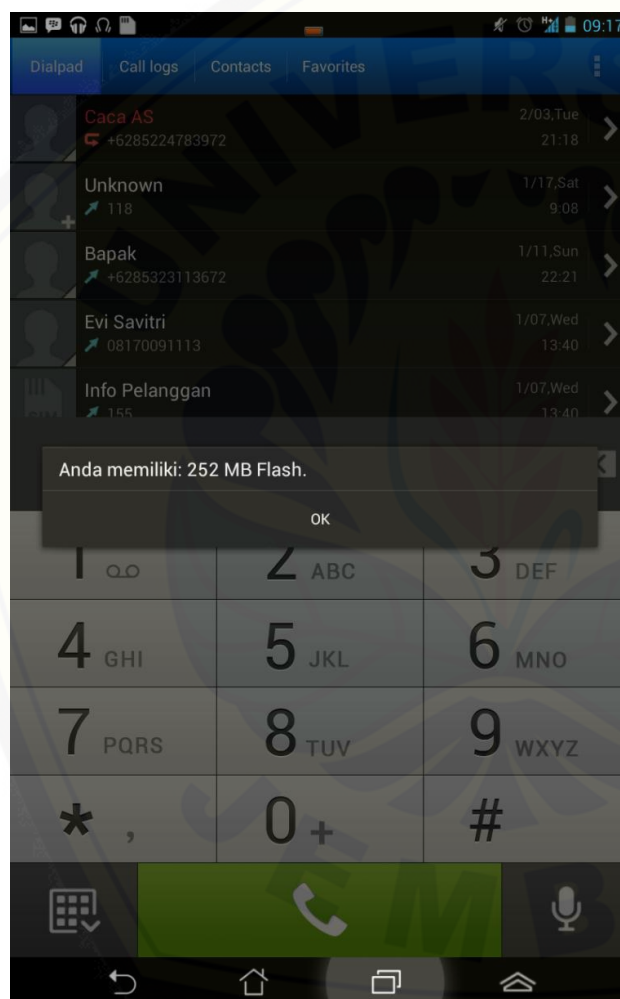 09:17
Dialpad Call logs Contacts Favorites
Caca AS 2/03,Tue
+6285224783972 21:18
Unknown 1/17,Sat
118 9:08
Bapak 1/11,Sun
+6285323113672 22:21
Evi Savitri 1/07,Wed
08170091113 13:40
Info Pelanggan 1/07,Wed
155 13:40
Anda memiliki: 252 MB Flash.
OK
1 2 ABC 3 DEF
4 GHI 5 JKL 6 MNO
7 PQRS 8 TUV 9 WXYZ
* , 0 + #